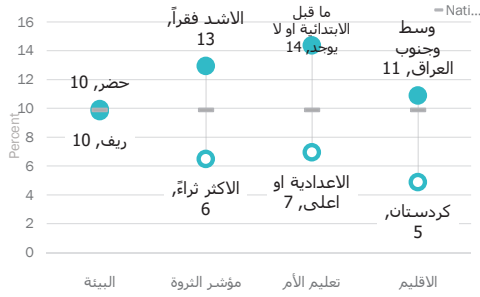 Nati...
Percent
16
14
12
10
8
6
4
2
0
حضر, 10
ريف, 10
الاشد فقراً,
13
الاكثر ثراءً,
6
ما قبل
الابتدائية او لا
يوجد, 14
الاعدادية او
اعلى, 7
وسط
وجنوب
العراق, 11
كردستان,
5
البيئة
مؤشر الثروة
تعليم الأم
الاقليم